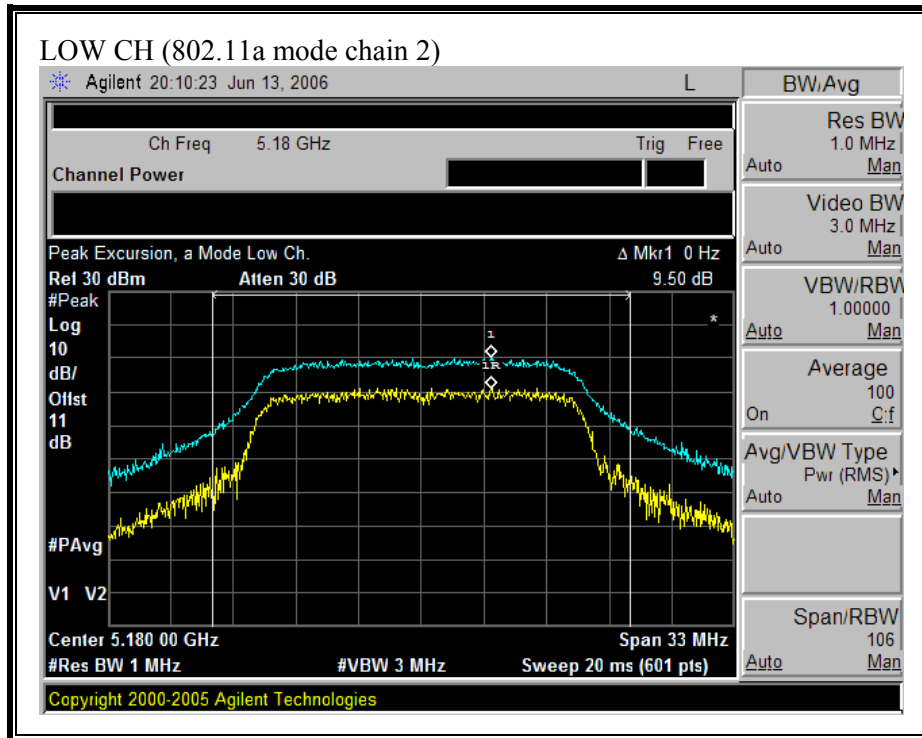 LOW CH (802.11a mode chain 2)
Agilent 20:10:23 Jun 13, 2006 L
BW/Avg
Ch Freq 5.18 GHz Trig Free
Channel Power
Peak Excursion, a Mode Low Ch. Δ Mkr1 0 Hz
Ref 30 dBm Atten 30 dB 9.50 dB
#Peak
Log
10
dB/
Offst
11
dB
#PAvg
V1 V2
1
1R
*
Center 5.180 00 GHz Span 33 MHz
#Res BW 1 MHz #VBW 3 MHz Sweep 20 ms (601 pts)
Copyright 2000-2005 Agilent Technologies
Res BW
1.0 MHz
Auto Man
Video BW
3.0 MHz
Auto Man
VBW/RBW
1.00000
Auto Man
Average
100
On Off
Avg/VBW Type
Pwr (RMS)
Auto Man
Span/RBW
106
Auto Man